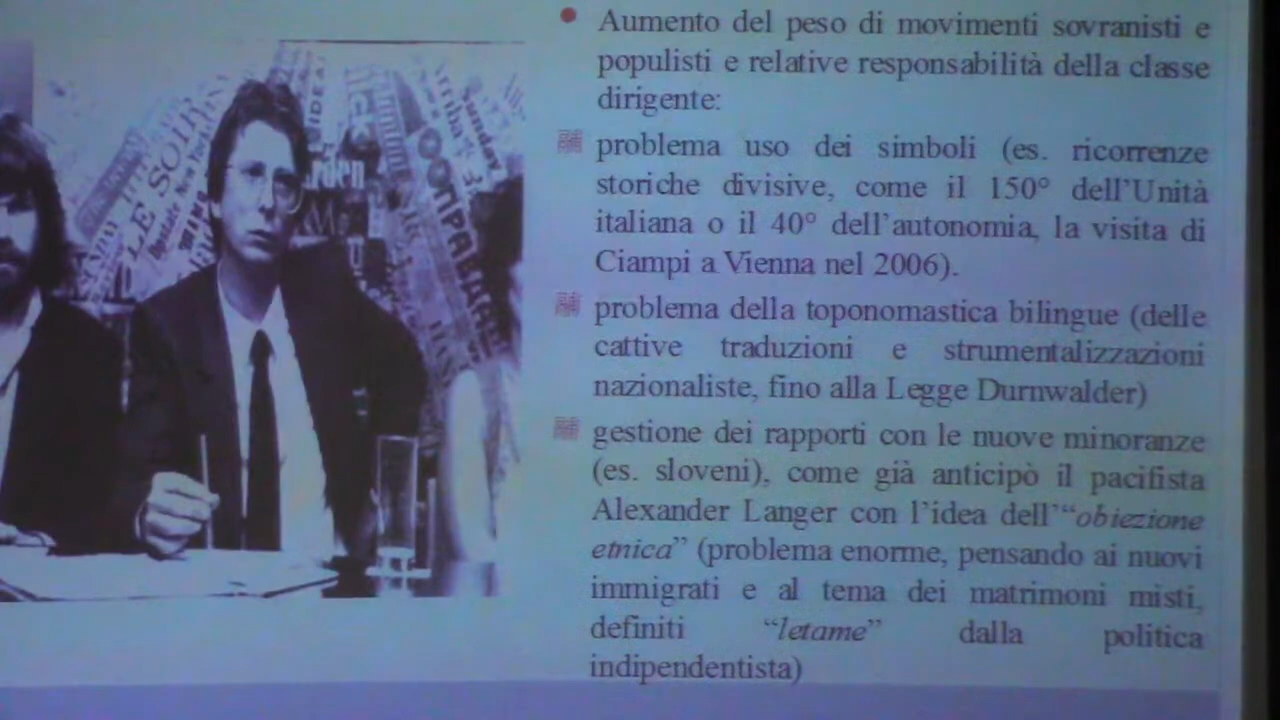 LE SOIR
IDEA
Sunday
Aumento del peso di movimenti sovranisti e
populisti e relative responsabilità della classe
dirigente:
problema uso dei simboli (es. ricorrenze
storiche divisive, come il 150° dell'Unità
italiana o il 40° dell'autonomia, la visita di
Ciampi a Vienna nel 2006).
problema della toponomastica bilingue (delle
cattive traduzioni e strumentalizzazioni
nazionaliste, fino alla Legge Durnwalder)
gestione dei rapporti con le nuove minoranze
(es. sloveni), come già anticipò il pacifista
Alexander Langer con l'idea dell'“obiezione
etnica” (problema enorme, pensando ai nuovi
immigrati e al tema dei matrimoni misti,
definiti “letame” dalla politica
indipendentista)